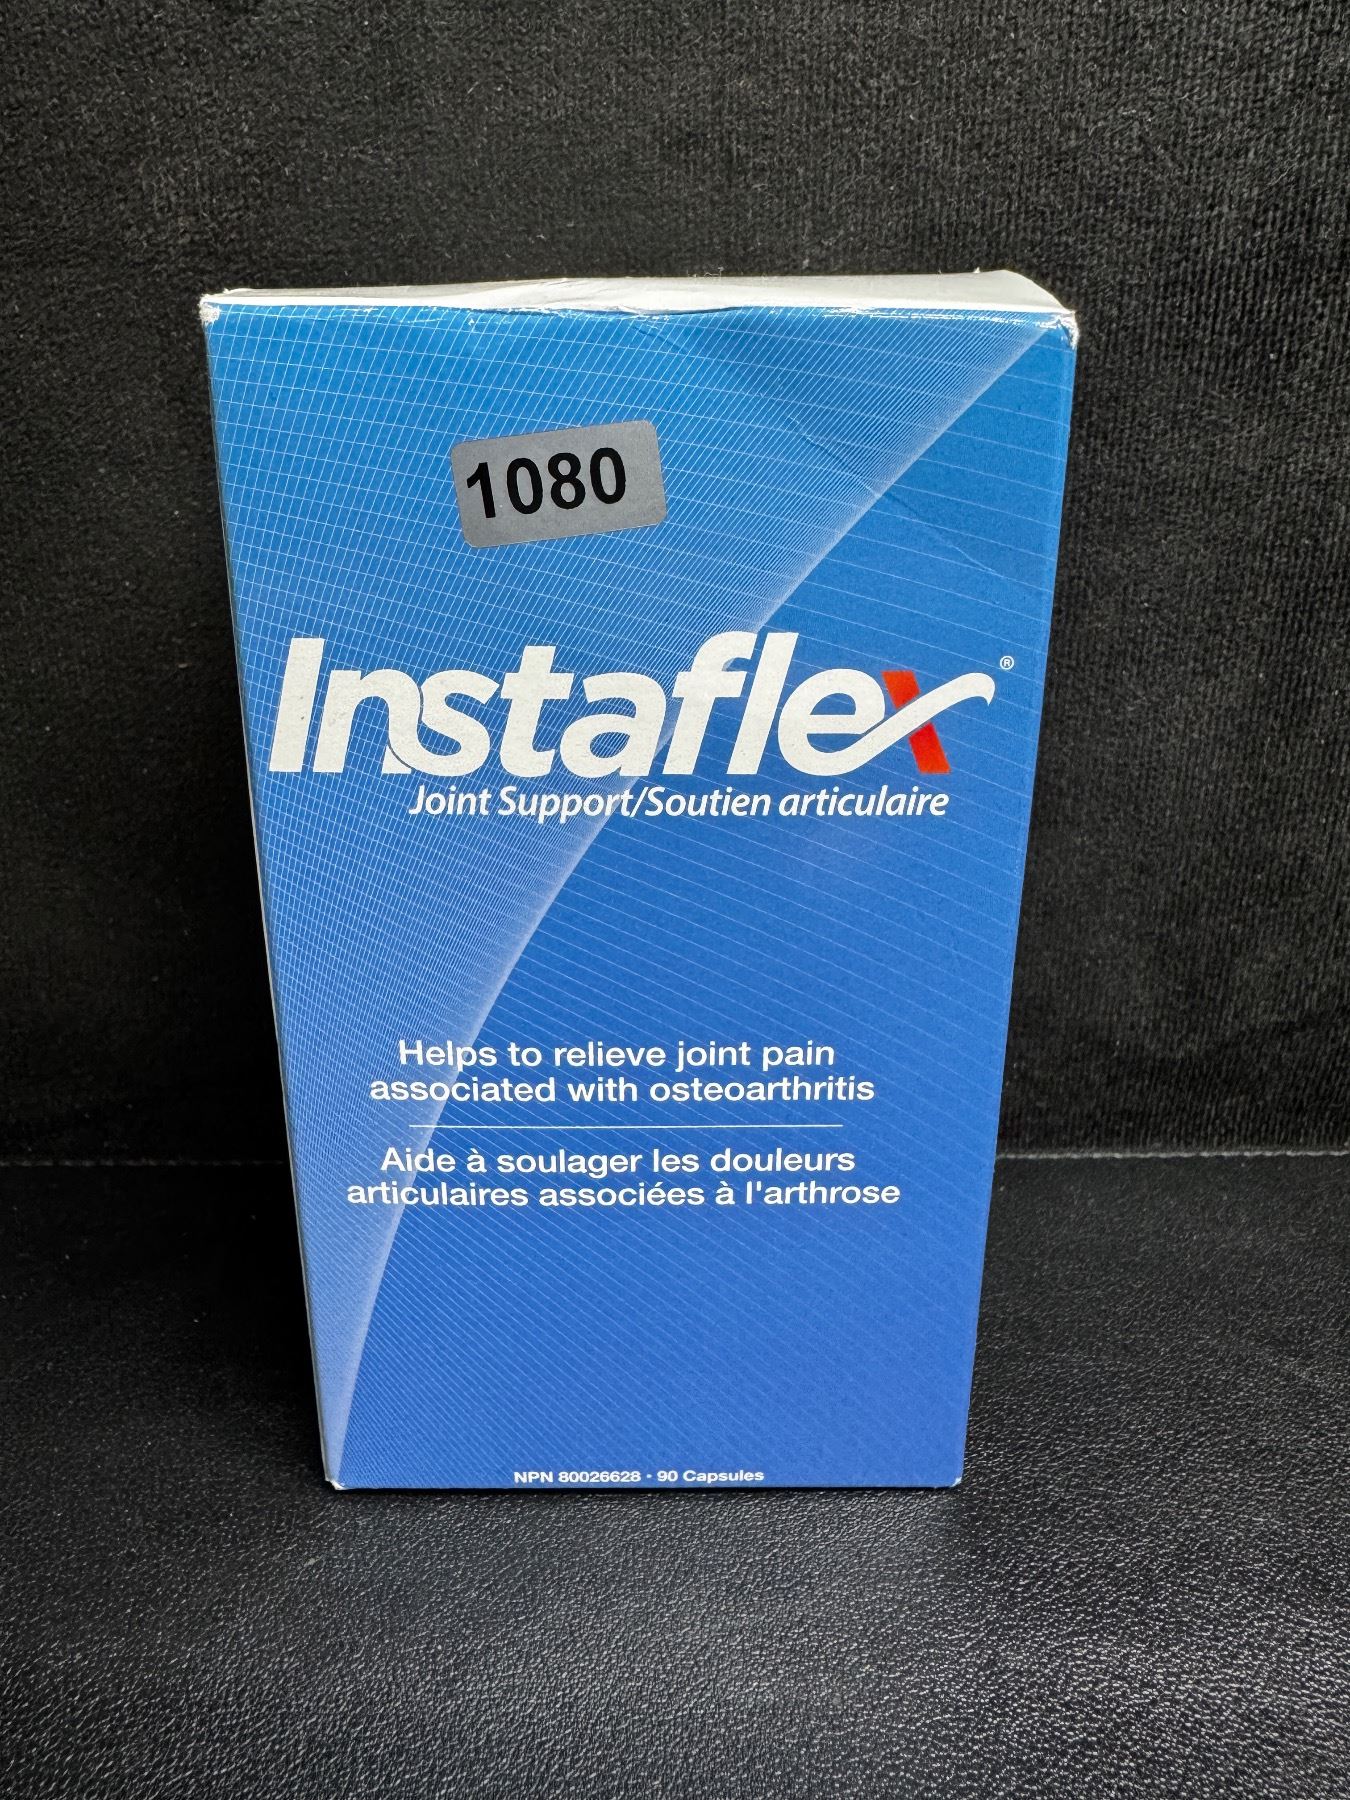 1080
Instaflex®
Joint Support/Soutien articulaire
Helps to relieve joint pain
associated with osteoarthritis
Aide à soulager les douleurs
articulaires associées à l'arthrose
NPN 80026628 • 90 Capsules